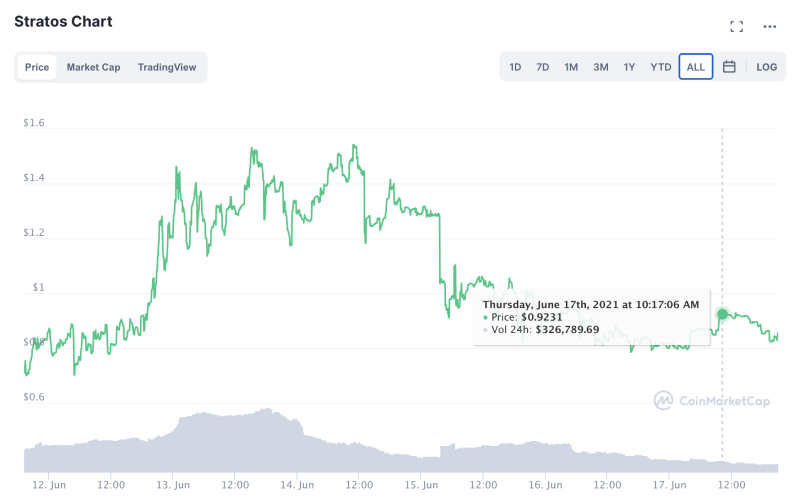 Stratos Chart
Price Market Cap TradingView
1D 7D 1M 3M 1Y YTD ALL LOG
$1.6
$1.4
$1.2
$1
Thursday, June 17th, 2021 at 10:17:06 AM
Price: $0.9231
Vol 24h: $326,789.69
$0.8
$0.6
CoinMarketCap
12. Jun 12:00 13. Jun 12:00 14. Jun 12:00 15. Jun 12:00 16. Jun 12:00 17. Jun 12:00